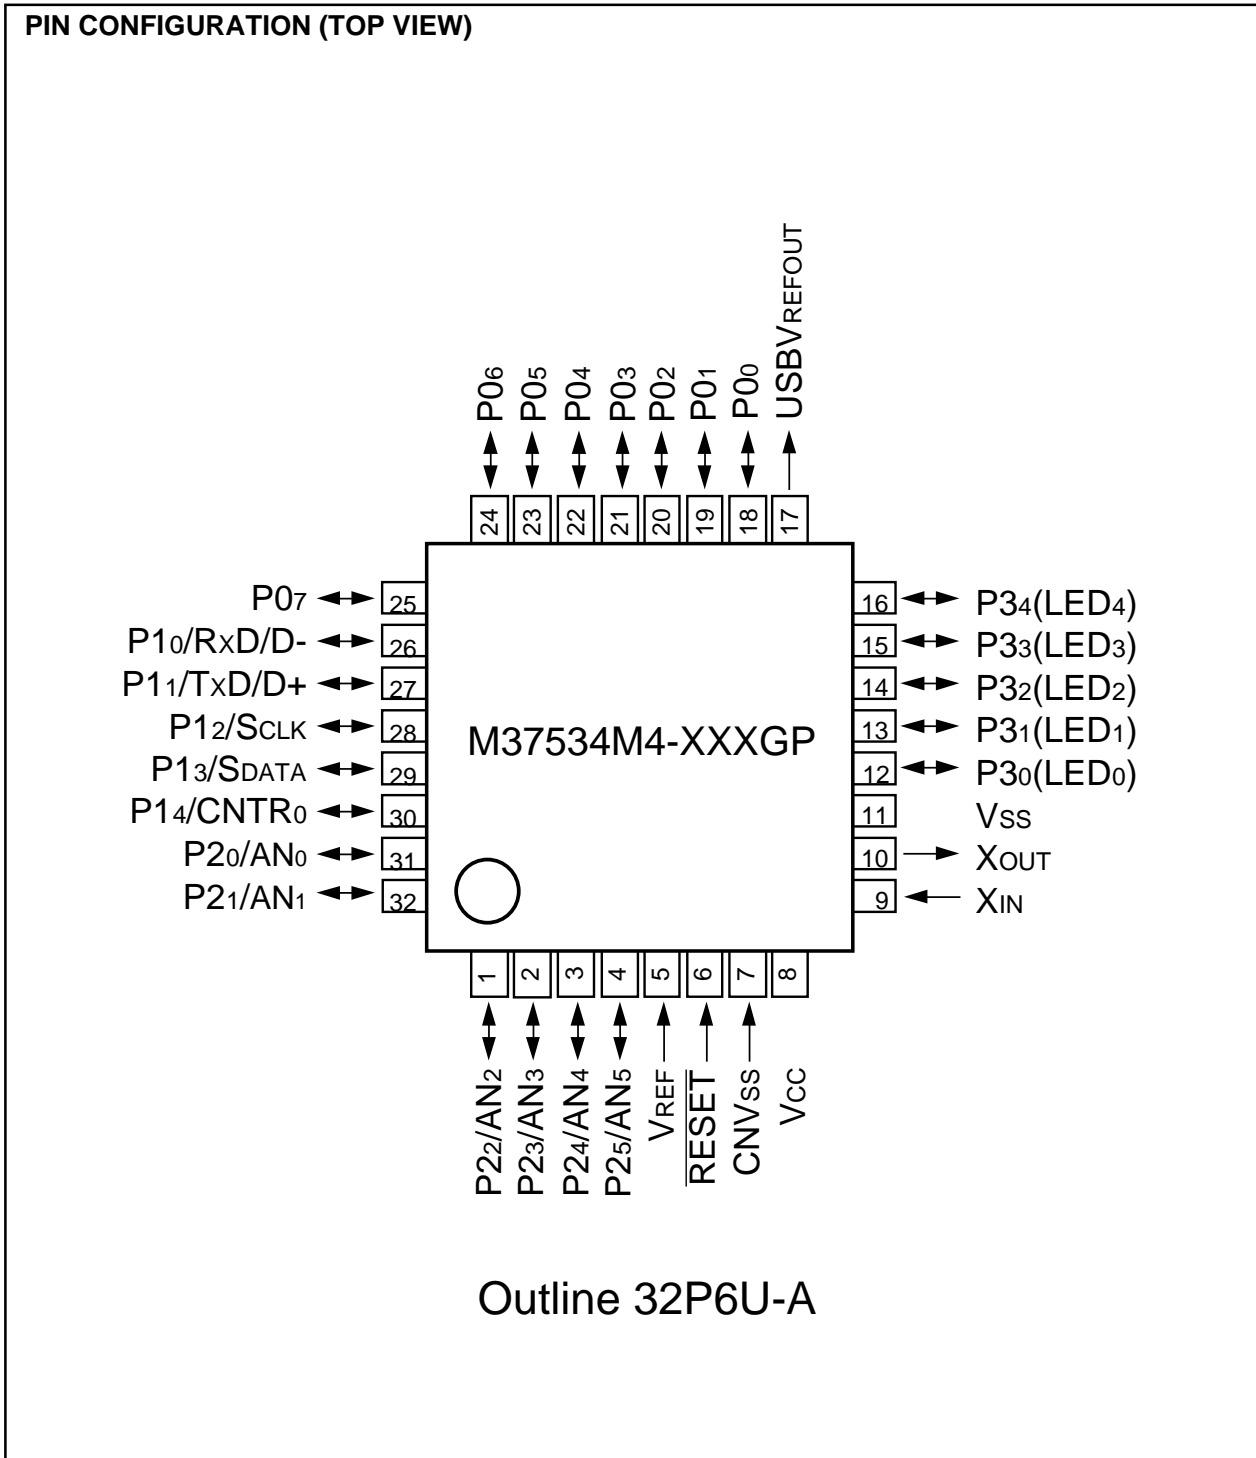 PIN CONFIGURATION (TOP VIEW)
P06
P05
P04
P03
P02
P01
P00
USBVREFOUT
24
23
22
21
20
19
18
17
P07 25
P10/RXD/D- 26
P11/TXD/D+ 27
P12/SCLK 28
P13/SDATA 29
P14/CNTR0 30
P20/AN0 31
P21/AN1 32
M37534M4-XXXGP
16 P34(LED4)
15 P33(LED3)
14 P32(LED2)
13 P31(LED1)
12 P30(LED0)
11 VSS
10 XOUT
9 XIN
1
2
3
4
5
6
7
8
P22/AN2
P23/AN3
P24/AN4
P25/AN5
VREF
RESET
CNVSS
VCC
Outline 32P6U-A